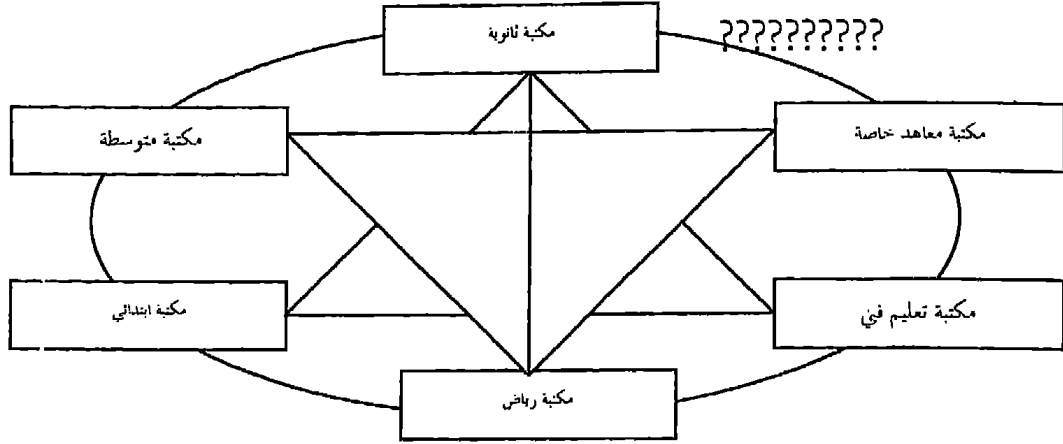 مكتبة ثانوية
??????????
مكتبة معاهد خاصة
مكتبة متوسطة
مكتبة تعليم فني
مكتبة ابتدائي
مكتبة رياض